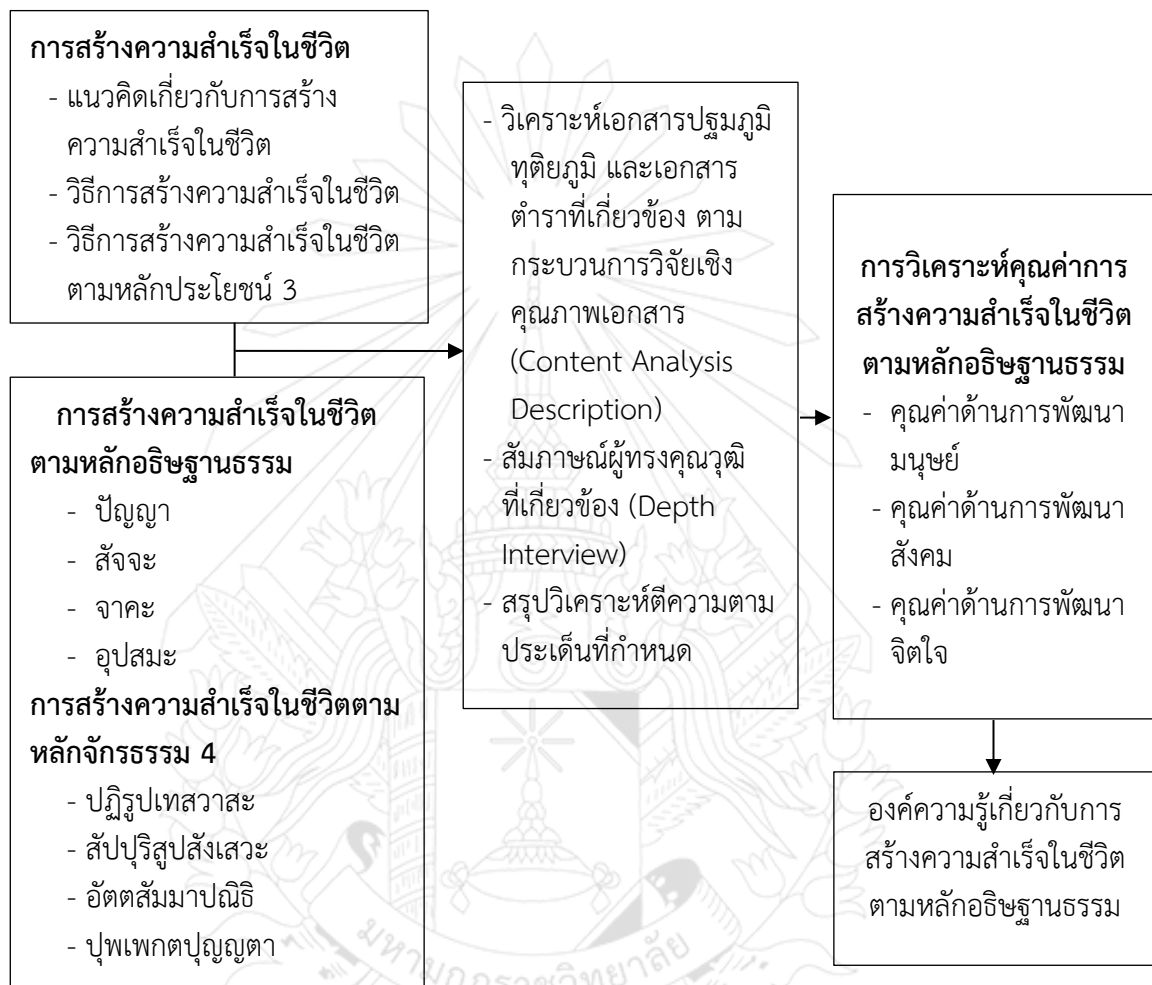 การสร้างความสำเร็จในชีวิต
- แนวคิดเกี่ยวกับการสร้าง
ความสำเร็จในชีวิต
- วิธีการสร้างความสำเร็จในชีวิต
- วิธีการสร้างความสำเร็จในชีวิต
ตามหลักประโยชน์ 3
การสร้างความสำเร็จในชีวิต
ตามหลักอธิษฐานธรรม
- ปัญญา
- สัจจะ
- จาคะ
- อุปสมะ
การสร้างความสำเร็จในชีวิตตาม
หลักจักรธรรม 4
- ปฏิรูปเทสวาสะ
- สัปปุริสูปสังเสวะ
- อัตตสัมมาปณิธิ
- ปุพเพกตปุญญตา
- วิเคราะห์เอกสารปฐมภูมิ
ทุติยภูมิ และเอกสาร
ตำราที่เกี่ยวข้อง ตาม
กระบวนการวิจัยเชิง
คุณภาพเอกสาร
(Content Analysis
Description)
- สัมภาษณ์ผู้ทรงคุณวุฒิ
ที่เกี่ยวข้อง (Depth
Interview)
- สรุปวิเคราะห์ตีความตาม
ประเด็นที่กำหนด
การวิเคราะห์คุณค่าการ
สร้างความสำเร็จในชีวิต
ตามหลักอธิษฐานธรรม
- คุณค่าด้านการพัฒนา
มนุษย์
- คุณค่าด้านการพัฒนา
สังคม
- คุณค่าด้านการพัฒนา
จิตใจ
องค์ความรู้เกี่ยวกับการ
สร้างความสำเร็จในชีวิต
ตามหลักอธิษฐานธรรม
มหามกุฏราชวิทยาลัย